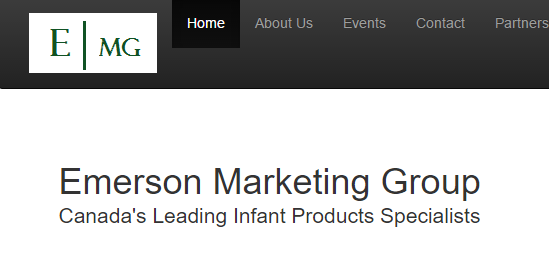 E | MG
Home About Us Events Contact Partners
Emerson Marketing Group
Canada's Leading Infant Products Specialists